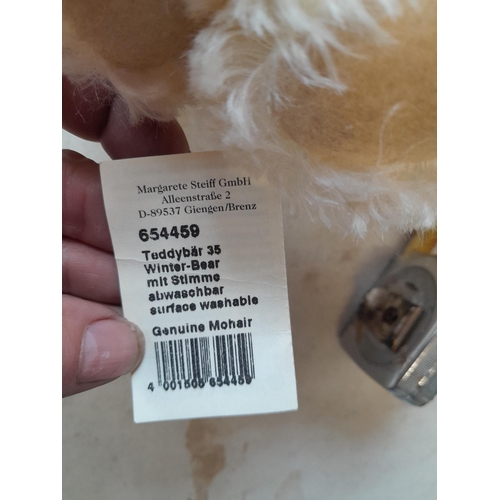 Margarete Steiff GmbH
Alleenstraße 2
D-89537 Giengen/Brenz
654459
Teddybär 35
Winter-Bear
mit Stimme
abwaschbar
surface washable
Genuine Mohair
4 001505 654459